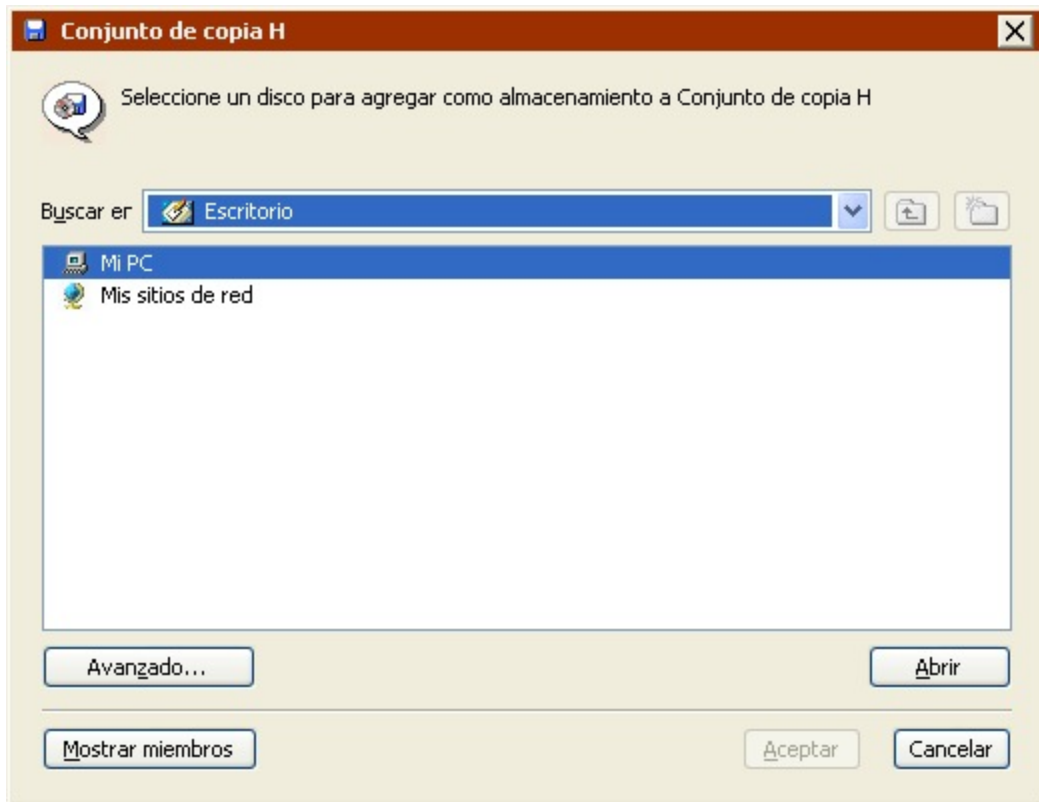 Conjunto de copia H
Seleccione un disco para agregar como almacenamiento a Conjunto de copia H
Buscar er Escritorio
Mi PC
Mis sitios de red
Avanzado... Abrir
Mostrar miembros Aceptar Cancelar